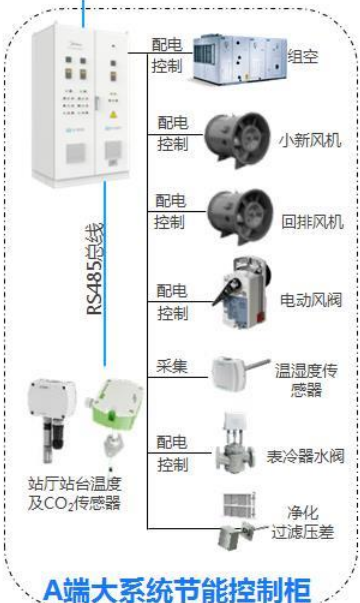 配电
控制
组空
配电
控制
小新风机
配电
控制
回排风机
RS485总线
配电
控制
电动风阀
采集
温湿度传
感器
配电
控制
表冷器水阀
站厅站台温度
及CO₂传感器
净化
过滤压差
A端大系统节能控制柜